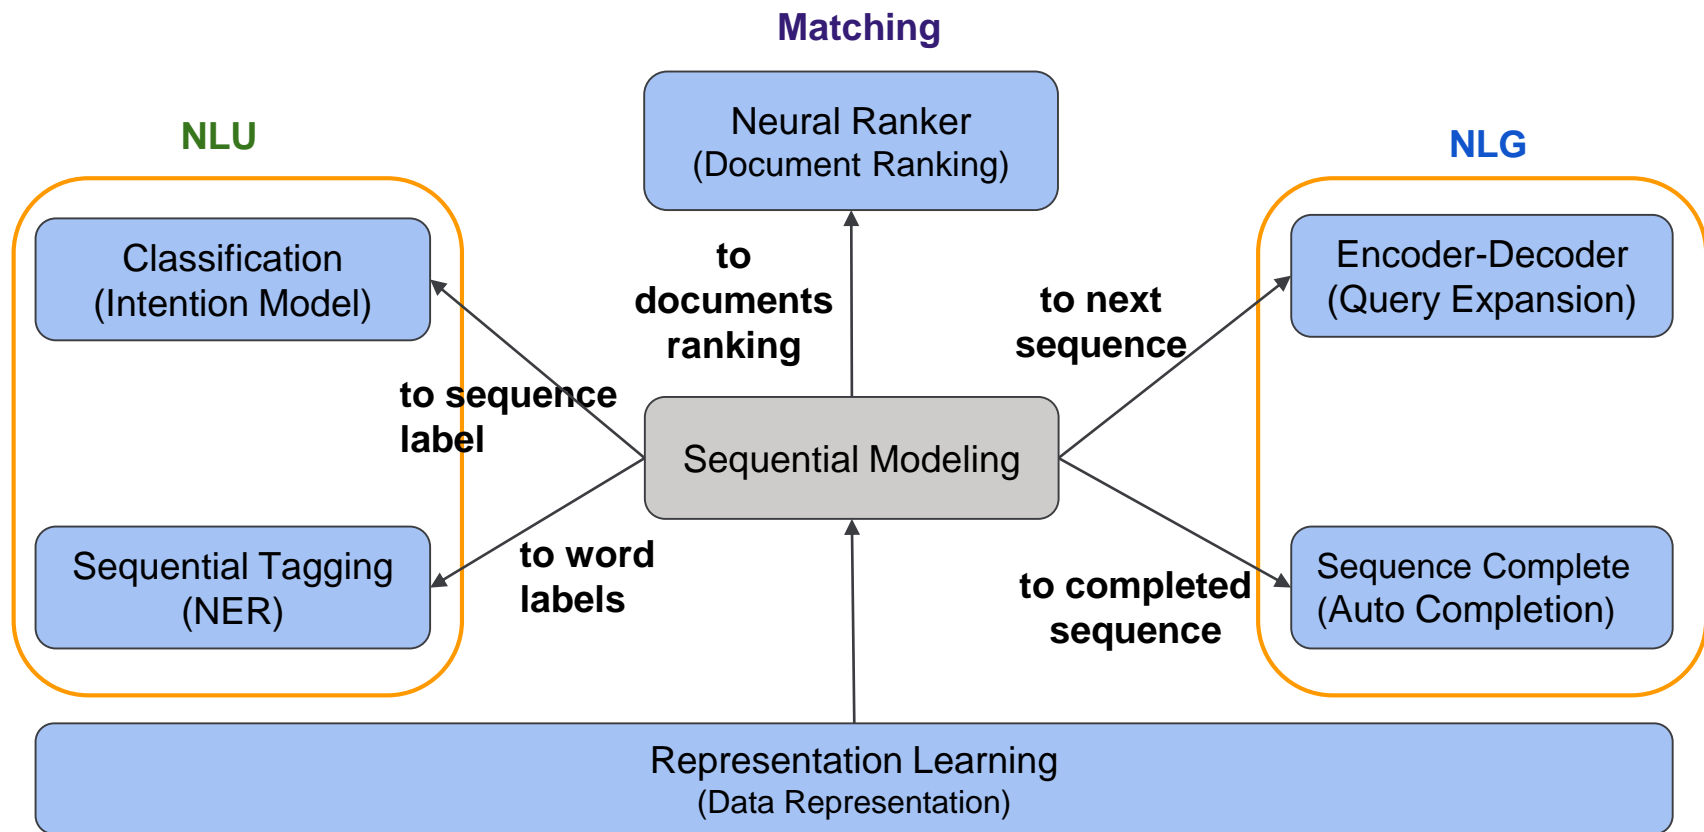 Matching
Neural Ranker
(Document Ranking)
NLU
NLG
Classification
(Intention Model)
to
documents
ranking
to next
sequence
Encoder-Decoder
(Query Expansion)
to sequence
label
Sequential Modeling
Sequential Tagging
(NER)
to word
labels
to completed
sequence
Sequence Complete
(Auto Completion)
Representation Learning
(Data Representation)